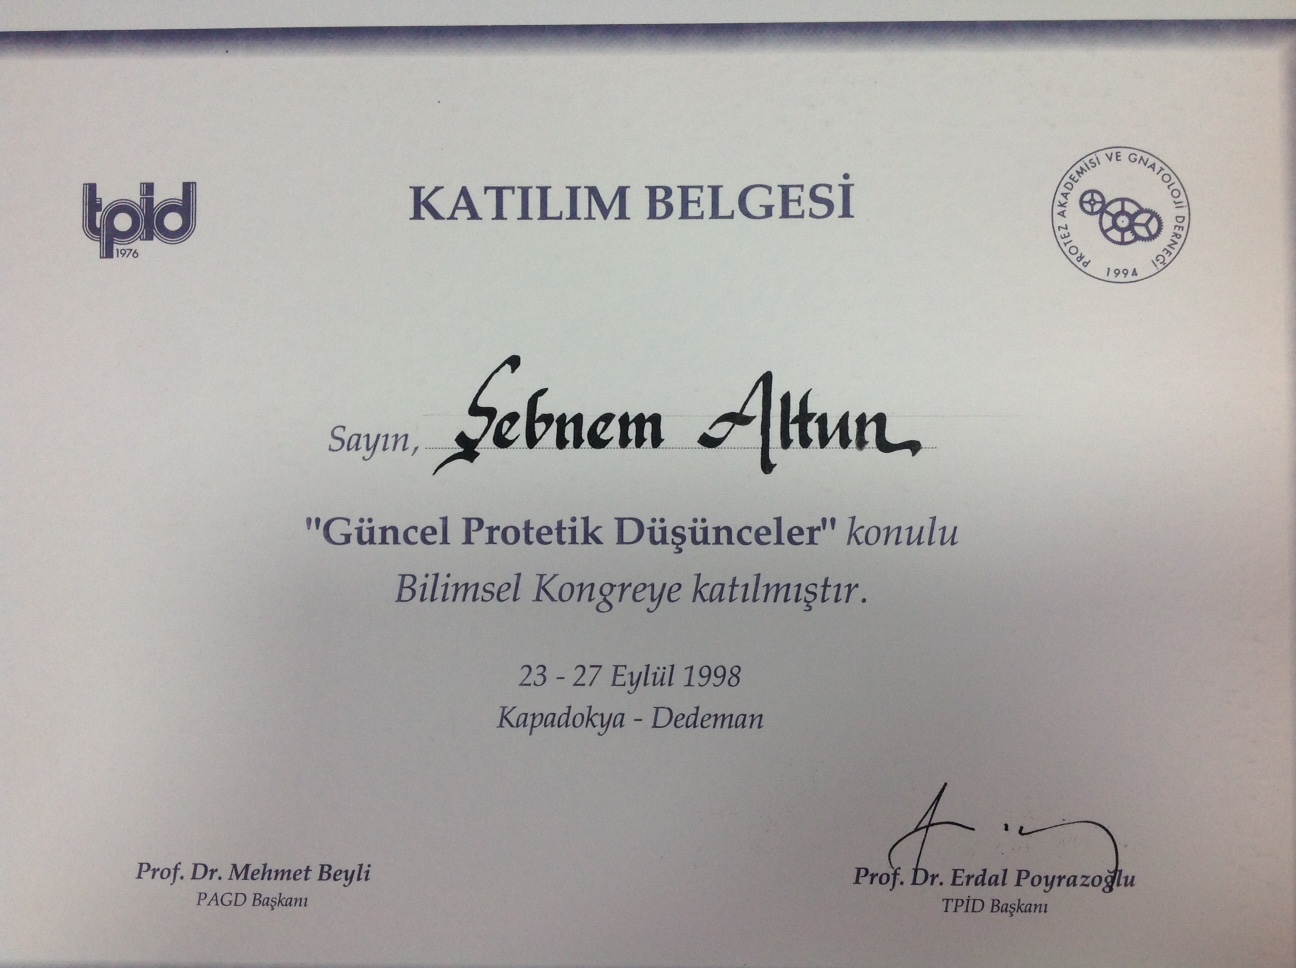 tpid
1976
KATILIM BELGESİ
PROTEZ AKADEMİSİ VE GNATOLOJİ DERNEĞİ
1994
Sayın, Şebnem Altun
"Güncel Protetik Düşünceler" konulu
Bilimsel Kongreye katılmıştır.
23 - 27 Eylül 1998
Kapadokya - Dedeman
Prof. Dr. Mehmet Beyli
PAGD Başkanı
Prof. Dr. Erdal Poyrazoğlu
TPİD Başkanı